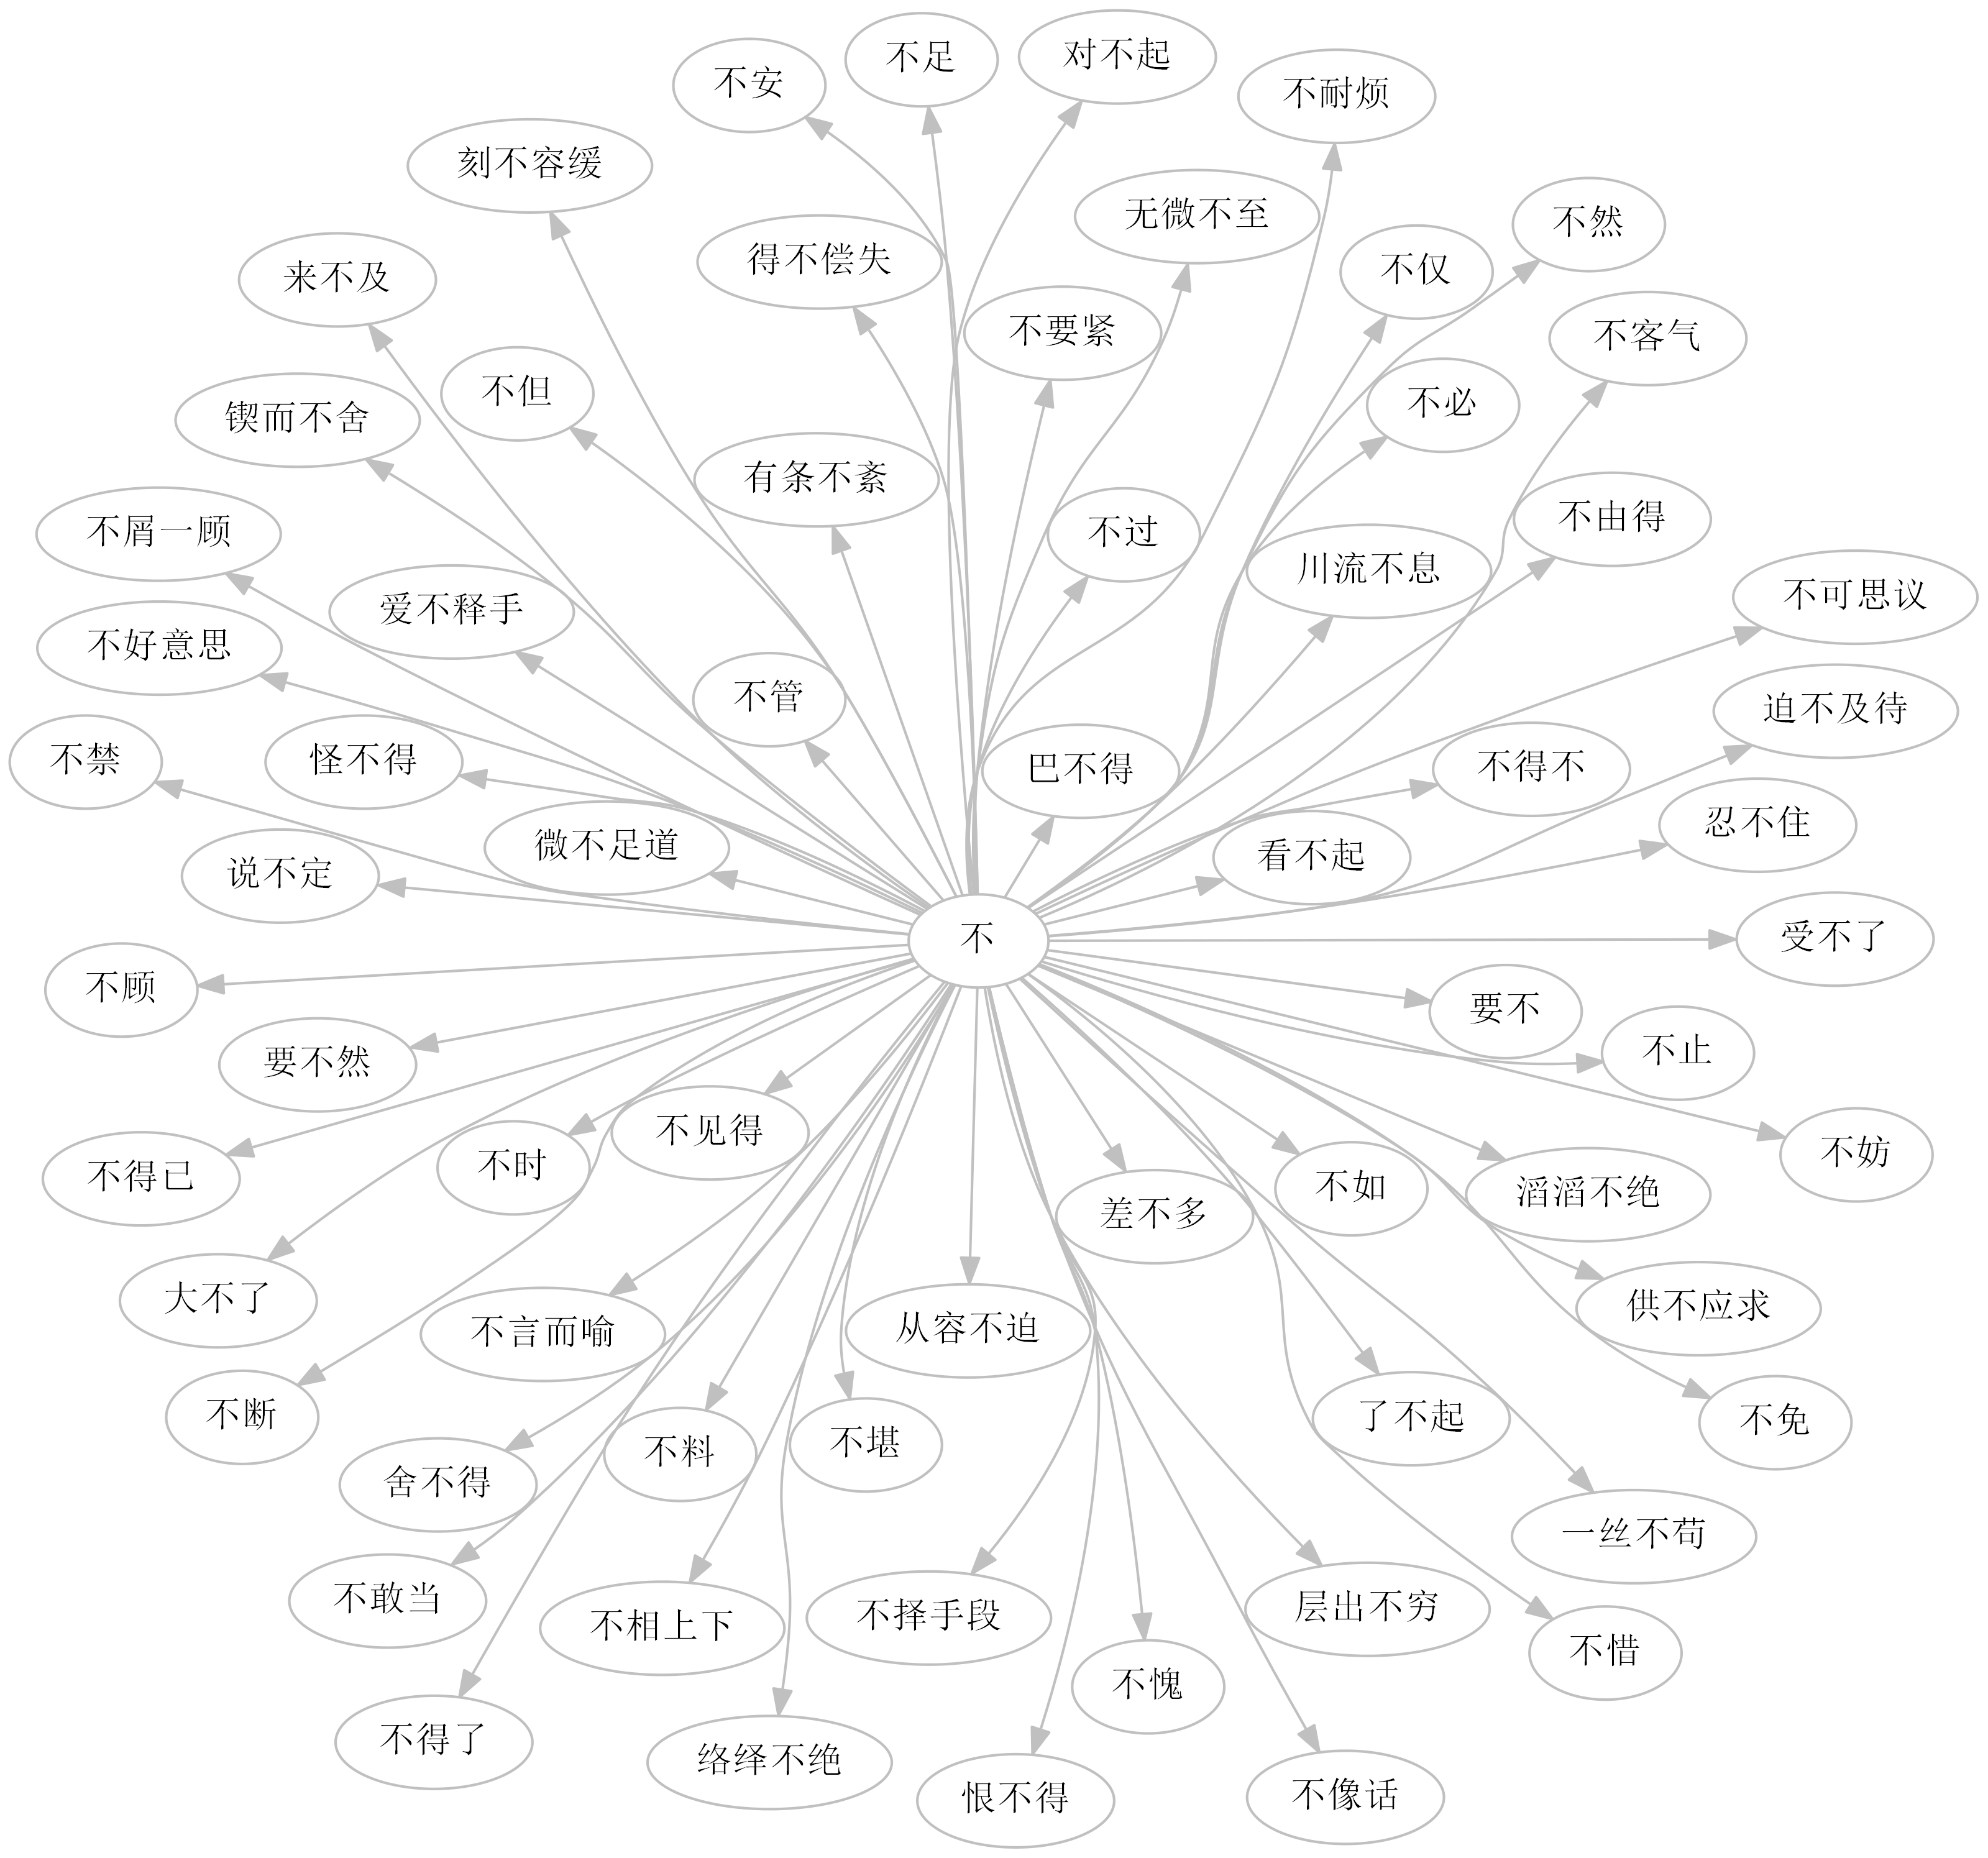 不足
对不起
不安
不耐烦
刻不容缓
无微不至
不然
得不偿失
不仅
来不及
不要紧
不客气
不但
不必
锲而不舍
有条不紊
不由得
不屑一顾
不过
川流不息
不可思议
爱不释手
不好意思
不管
迫不及待
不禁
怪不得
巴不得
不得不
忍不住
微不足道
看不起
说不定
不
受不了
不顾
要不
要不然
不止
不见得
不妨
不时
不得已
不如
滔滔不绝
差不多
大不了
不言而喻
从容不迫
供不应求
不断
了不起
不免
舍不得
不料
不堪
一丝不苟
不敢当
不相上下
不择手段
层出不穷
不惜
不愧
不得了
络绎不绝
恨不得
不像话